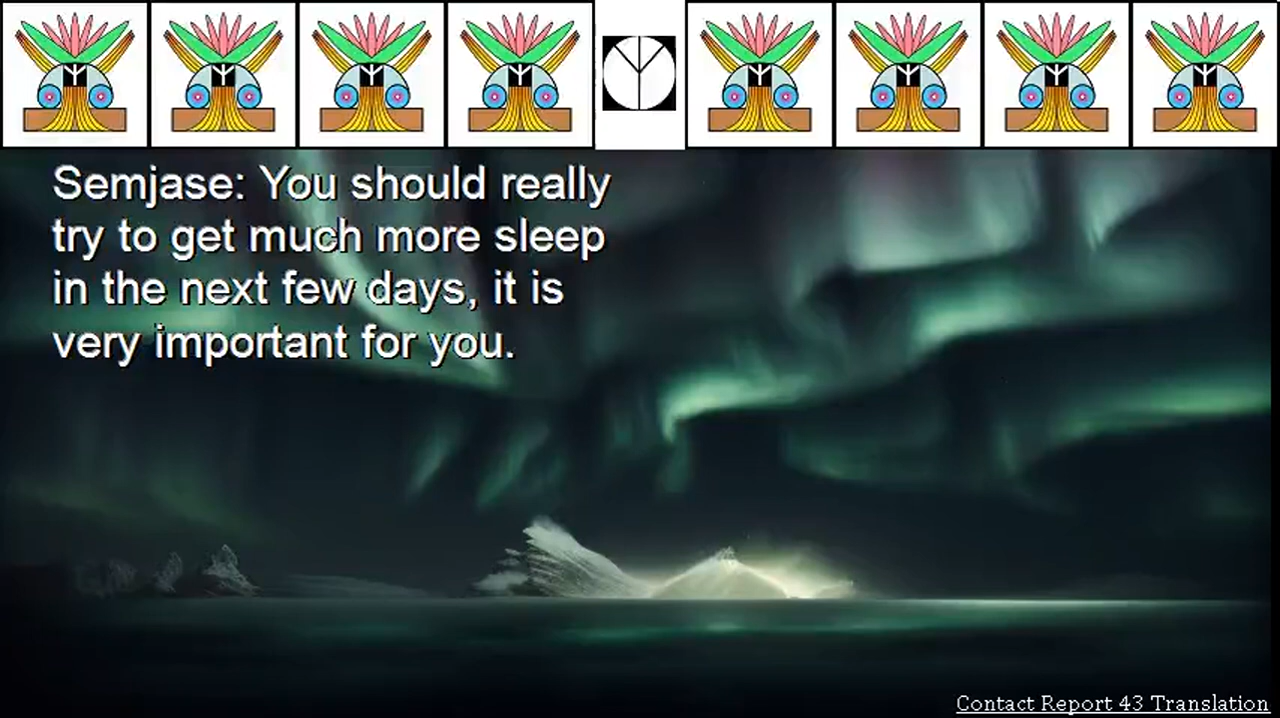 Semjase: You should really
try to get much more sleep
in the next few days, it is
very important for you.
Contact Report 43 Translation